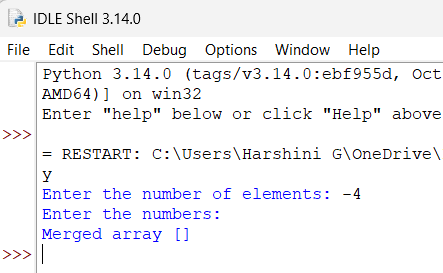 IDLE Shell 3.14.0
File Edit Shell Debug Options Window Help
Python 3.14.0 (tags/v3.14.0:ebf955d, Oct
AMD64)] on win32
Enter "help" below or click "Help" above
>>>
= RESTART: C:\Users\Harshini G\OneDrive\
y
Enter the number of elements: -4
Enter the numbers:
Merged array []
>>>